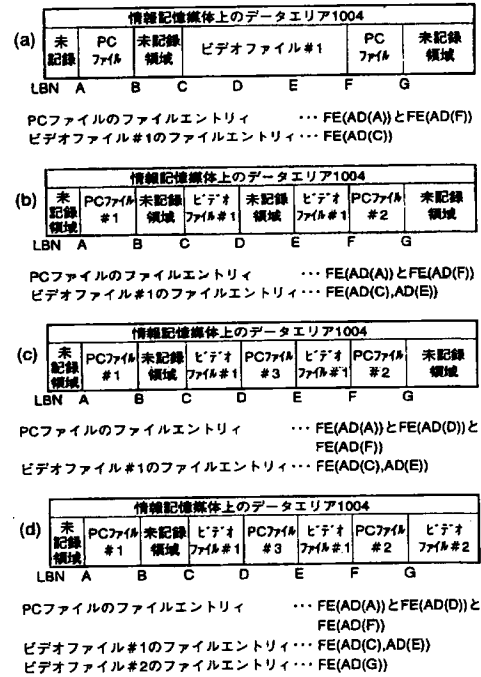 (a)
情報記憶媒体上のデータエリア1004
未記録 PCファイル 未記録領域 ビデオファイル#1 PCファイル 未記録領域
LBN A B C D E F G
PCファイルのファイルエントリィ ･･･ FE(AD(A))とFE(AD(F))
ビデオファイル#1のファイルエントリィ･･･ FE(AD(C))
(b)
情報記憶媒体上のデータエリア1004
未記録領域 PCファイル#1 未記録領域 ビデオファイル#1 未記録領域 ビデオファイル#1 PCファイル#2 未記録領域
LBN A B C D E F G
PCファイルのファイルエントリィ ･･･ FE(AD(A))とFE(AD(F))
ビデオファイル#1のファイルエントリィ･･･ FE(AD(C),AD(E))
(c)
情報記憶媒体上のデータエリア1004
未記録領域 PCファイル#1 未記録領域 ビデオファイル#1 PCファイル#3 ビデオファイル#1 PCファイル#2 未記録領域
LBN A B C D E F G
PCファイルのファイルエントリィ ･･･ FE(AD(A))とFE(AD(D))と
FE(AD(F))
ビデオファイル#1のファイルエントリィ･･･ FE(AD(C),AD(E))
(d)
情報記憶媒体上のデータエリア1004
未記録領域 PCファイル#1 未記録領域 ビデオファイル#1 PCファイル#3 ビデオファイル#1 PCファイル#2 ビデオファイル#2
LBN A B C D E F G
PCファイルのファイルエントリィ ･･･ FE(AD(A))とFE(AD(D))と
FE(AD(F))
ビデオファイル#1のファイルエントリィ･･･ FE(AD(C),AD(E))
ビデオファイル#2のファイルエントリィ･･･ FE(AD(G))